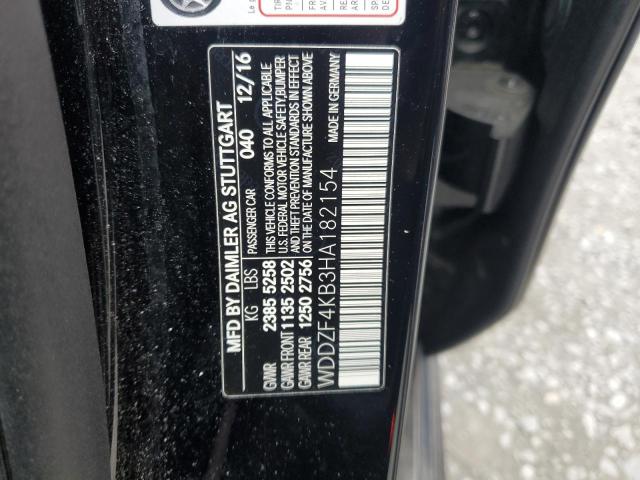 MFD BY DAIMLER AG STUTTGART
KG LBS PASSENGER CAR 040 12/16
GVWR 2385 5258 THIS VEHICLE CONFORMS TO ALL APPLICABLE
GAWR FRONT 1135 2502 U.S. FEDERAL MOTOR VEHICLE SAFETY,BUMPER
GAWR REAR 1250 2756 AND THEFT PREVENTION STANDARDS IN EFFECT
ON THE DATE OF MANUFACTURE SHOWN ABOVE
WDDZF4KB3HA182154 MADE IN GERMANY